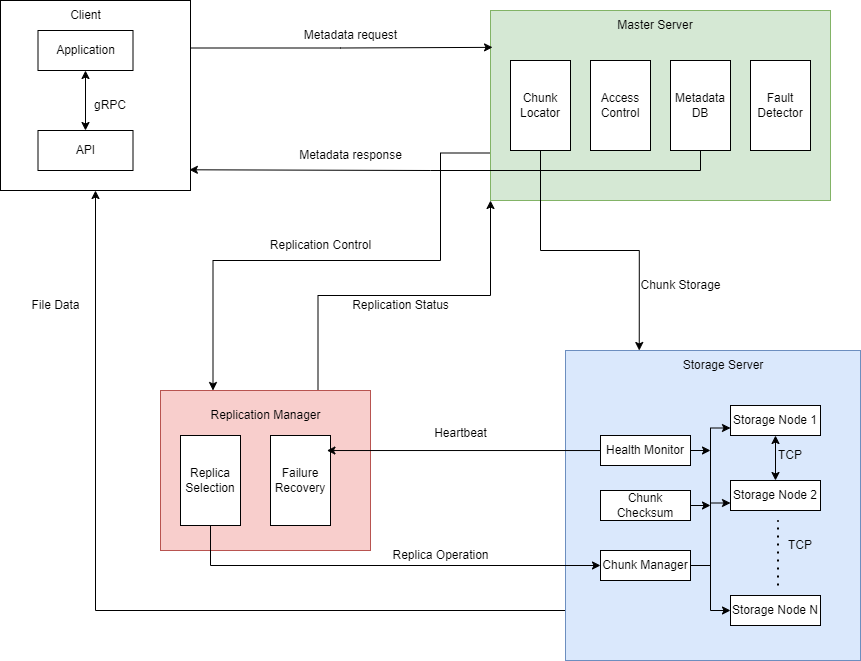 Client
Application
gRPC
API
Metadata request
Metadata response
Master Server
Chunk
Locator
Access
Control
Metadata
DB
Fault
Detector
Replication Control
Replication Status
File Data
Chunk Storage
Replication Manager
Replica
Selection
Failure
Recovery
Heartbeat
Replica Operation
Storage Server
Health Monitor
Chunk
Checksum
Chunk Manager
Storage Node 1
TCP
Storage Node 2
TCP
Storage Node N